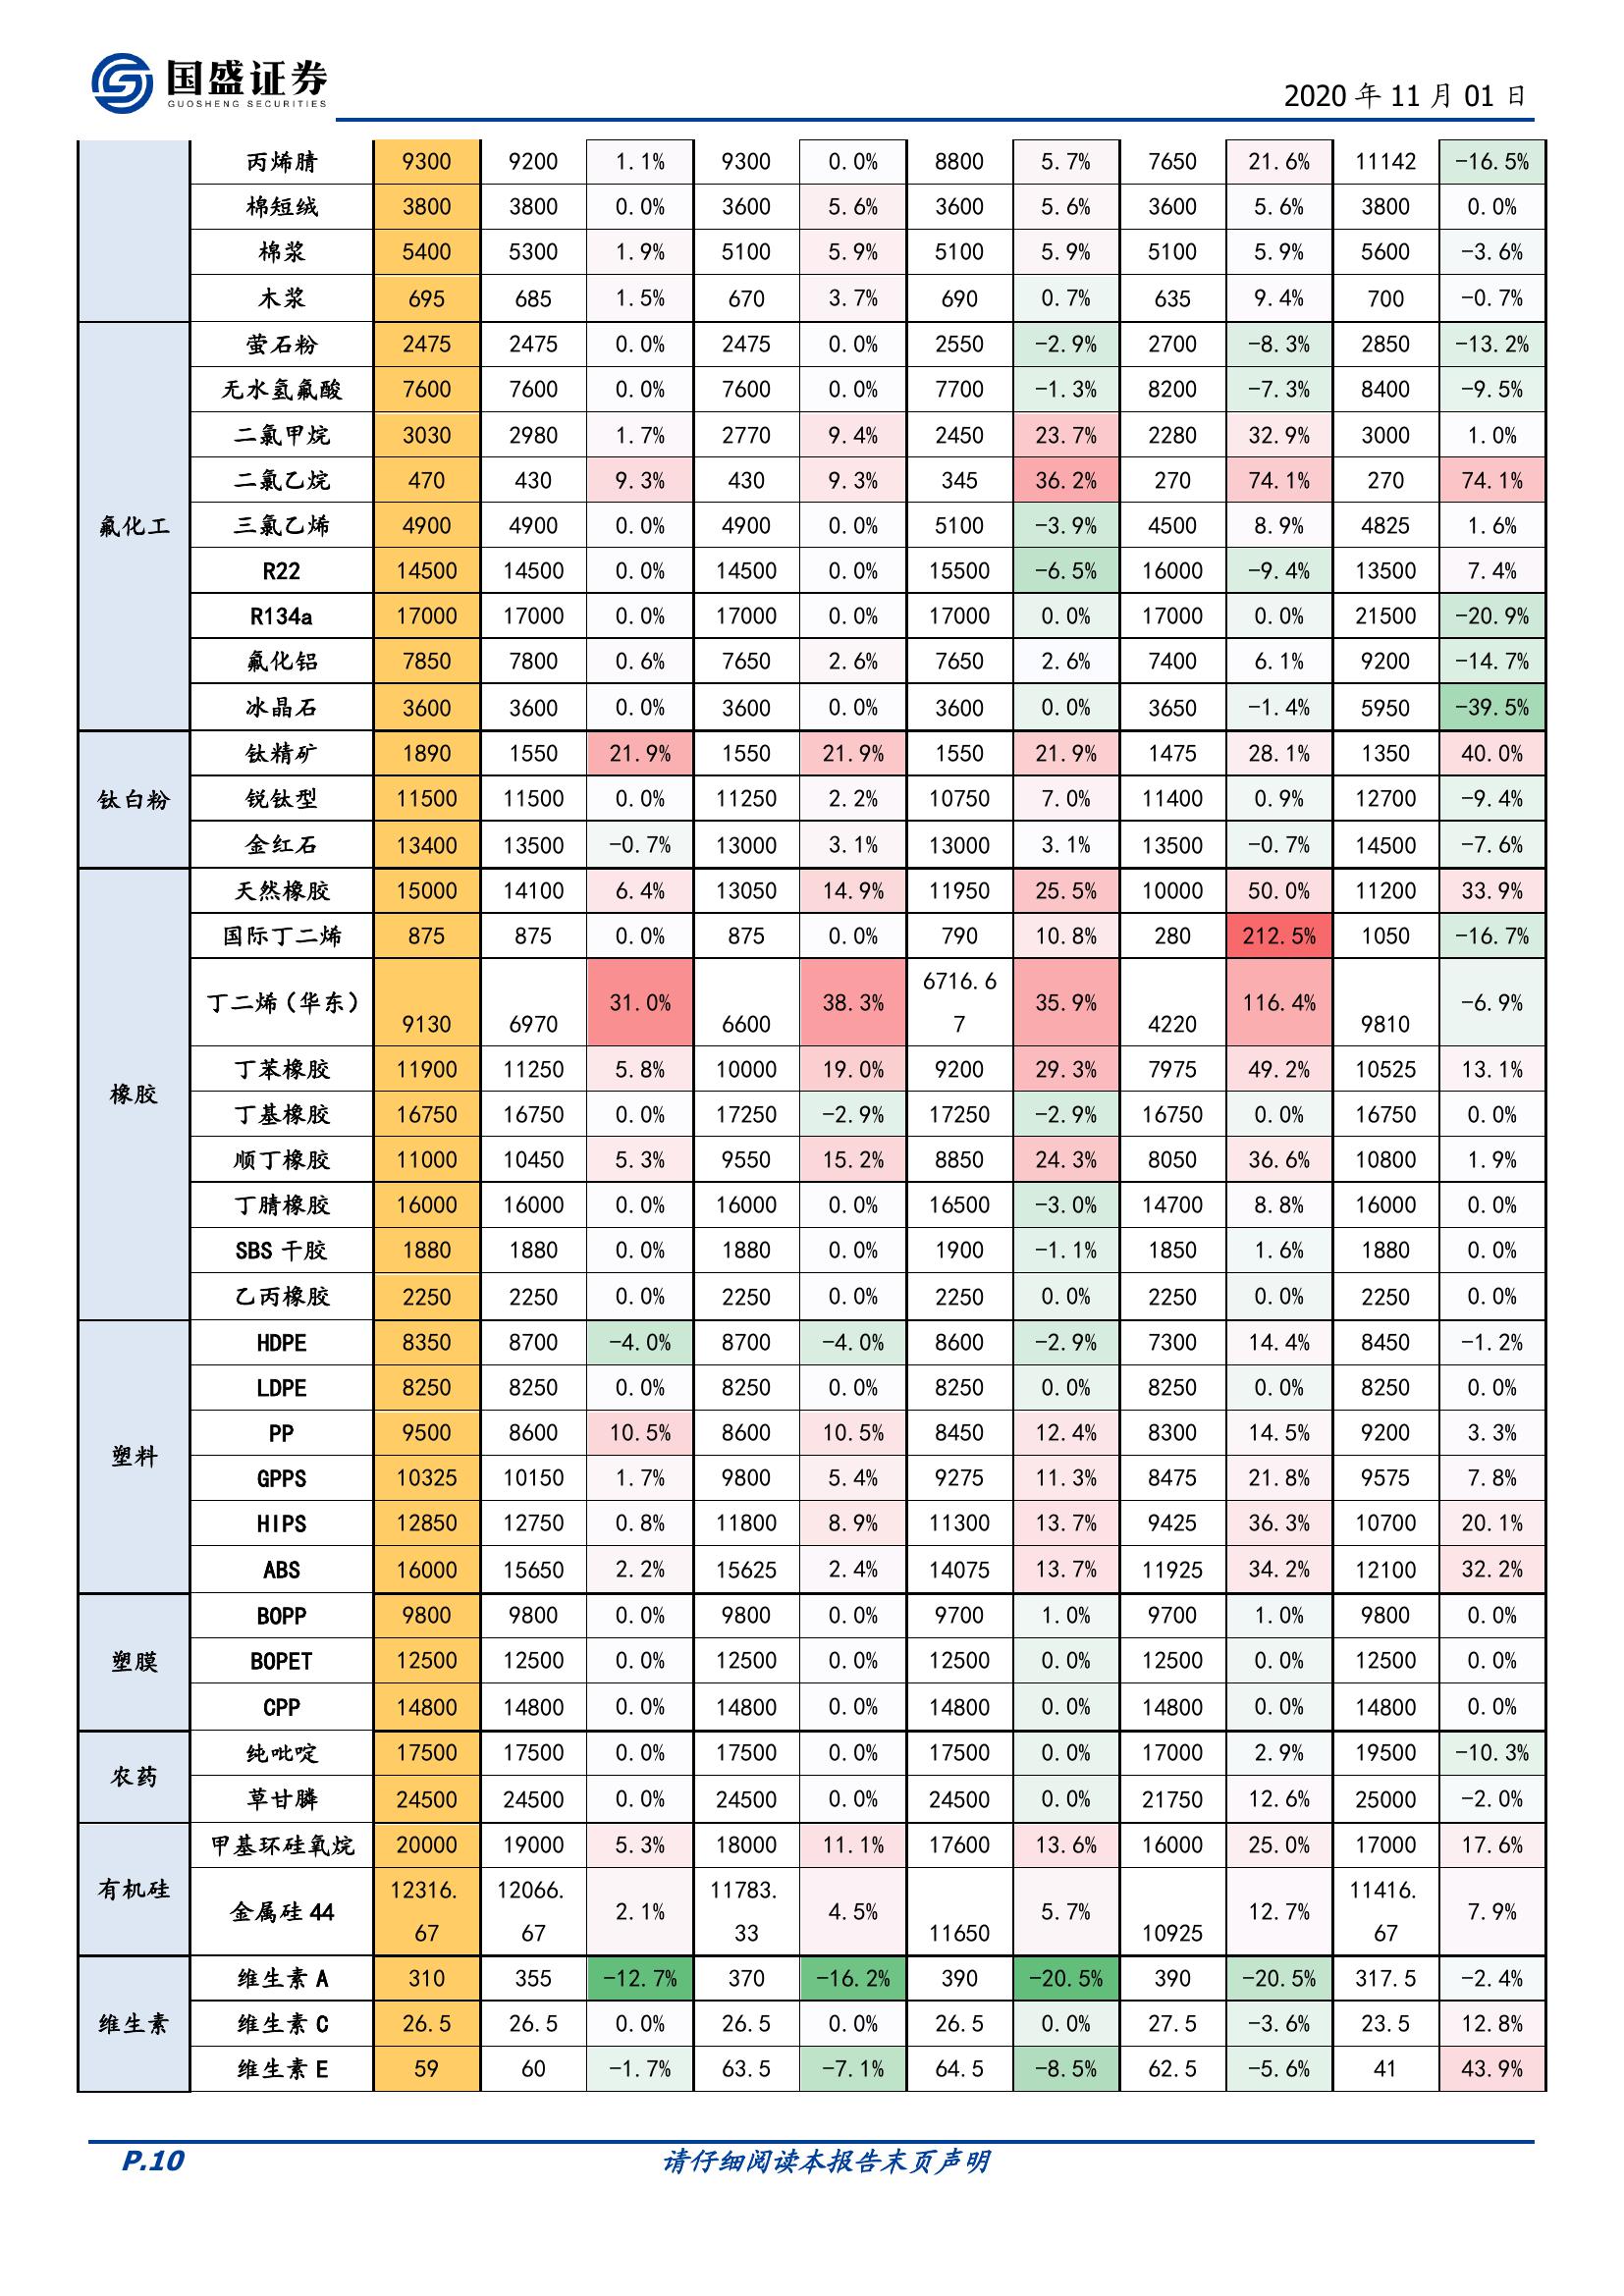 国盛证券
GUOSHENG SECURITIES
2020 年 11 月 01 日
丙烯腈 9300 9200 1.1% 9300 0.0% 8800 5.7% 7650 21.6% 11142 -16.5%
棉短绒 3800 3800 0.0% 3600 5.6% 3600 5.6% 3600 5.6% 3800 0.0%
棉浆 5400 5300 1.9% 5100 5.9% 5100 5.9% 5100 5.9% 5600 -3.6%
木浆 695 685 1.5% 670 3.7% 690 0.7% 635 9.4% 700 -0.7%
氟化工
萤石粉 2475 2475 0.0% 2475 0.0% 2550 -2.9% 2700 -8.3% 2850 -13.2%
无水氢氟酸 7600 7600 0.0% 7600 0.0% 7700 -1.3% 8200 -7.3% 8400 -9.5%
二氯甲烷 3030 2980 1.7% 2770 9.4% 2450 23.7% 2280 32.9% 3000 1.0%
二氯乙烷 470 430 9.3% 430 9.3% 345 36.2% 270 74.1% 270 74.1%
三氯乙烯 4900 4900 0.0% 4900 0.0% 5100 -3.9% 4500 8.9% 4825 1.6%
R22 14500 14500 0.0% 14500 0.0% 15500 -6.5% 16000 -9.4% 13500 7.4%
R134a 17000 17000 0.0% 17000 0.0% 17000 0.0% 17000 0.0% 21500 -20.9%
氟化铝 7850 7800 0.6% 7650 2.6% 7650 2.6% 7400 6.1% 9200 -14.7%
冰晶石 3600 3600 0.0% 3600 0.0% 3600 0.0% 3650 -1.4% 5950 -39.5%
钛白粉
钛精矿 1890 1550 21.9% 1550 21.9% 1550 21.9% 1475 28.1% 1350 40.0%
锐钛型 11500 11500 0.0% 11250 2.2% 10750 7.0% 11400 0.9% 12700 -9.4%
金红石 13400 13500 -0.7% 13000 3.1% 13000 3.1% 13500 -0.7% 14500 -7.6%
橡胶
天然橡胶 15000 14100 6.4% 13050 14.9% 11950 25.5% 10000 50.0% 11200 33.9%
国际丁二烯 875 875 0.0% 875 0.0% 790 10.8% 280 212.5% 1050 -16.7%
丁二烯（华东） 9130 6970 31.0% 6600 38.3% 6716.67 35.9% 4220 116.4% 9810 -6.9%
丁苯橡胶 11900 11250 5.8% 10000 19.0% 9200 29.3% 7975 49.2% 10525 13.1%
丁基橡胶 16750 16750 0.0% 17250 -2.9% 17250 -2.9% 16750 0.0% 16750 0.0%
顺丁橡胶 11000 10450 5.3% 9550 15.2% 8850 24.3% 8050 36.6% 10800 1.9%
丁腈橡胶 16000 16000 0.0% 16000 0.0% 16500 -3.0% 14700 8.8% 16000 0.0%
SBS 干胶 1880 1880 0.0% 1880 0.0% 1900 -1.1% 1850 1.6% 1880 0.0%
乙丙橡胶 2250 2250 0.0% 2250 0.0% 2250 0.0% 2250 0.0% 2250 0.0%
塑料
HDPE 8350 8700 -4.0% 8700 -4.0% 8600 -2.9% 7300 14.4% 8450 -1.2%
LDPE 8250 8250 0.0% 8250 0.0% 8250 0.0% 8250 0.0% 8250 0.0%
PP 9500 8600 10.5% 8600 10.5% 8450 12.4% 8300 14.5% 9200 3.3%
GPPS 10325 10150 1.7% 9800 5.4% 9275 11.3% 8475 21.8% 9575 7.8%
HIPS 12850 12750 0.8% 11800 8.9% 11300 13.7% 9425 36.3% 10700 20.1%
ABS 16000 15650 2.2% 15625 2.4% 14075 13.7% 11925 34.2% 12100 32.2%
塑膜
BOPP 9800 9800 0.0% 9800 0.0% 9700 1.0% 9700 1.0% 9800 0.0%
BOPET 12500 12500 0.0% 12500 0.0% 12500 0.0% 12500 0.0% 12500 0.0%
CPP 14800 14800 0.0% 14800 0.0% 14800 0.0% 14800 0.0% 14800 0.0%
农药
纯吡啶 17500 17500 0.0% 17500 0.0% 17500 0.0% 17000 2.9% 19500 -10.3%
草甘膦 24500 24500 0.0% 24500 0.0% 24500 0.0% 21750 12.6% 25000 -2.0%
有机硅
甲基环硅氧烷 20000 19000 5.3% 18000 11.1% 17600 13.6% 16000 25.0% 17000 17.6%
金属硅 44 12316.67 12066.67 2.1% 11783.33 4.5% 11650 5.7% 10925 12.7% 11416.67 7.9%
维生素
维生素 A 310 355 -12.7% 370 -16.2% 390 -20.5% 390 -20.5% 317.5 -2.4%
维生素 C 26.5 26.5 0.0% 26.5 0.0% 26.5 0.0% 27.5 -3.6% 23.5 12.8%
维生素 E 59 60 -1.7% 63.5 -7.1% 64.5 -8.5% 62.5 -5.6% 41 43.9%
P.10
请仔细阅读本报告末页声明